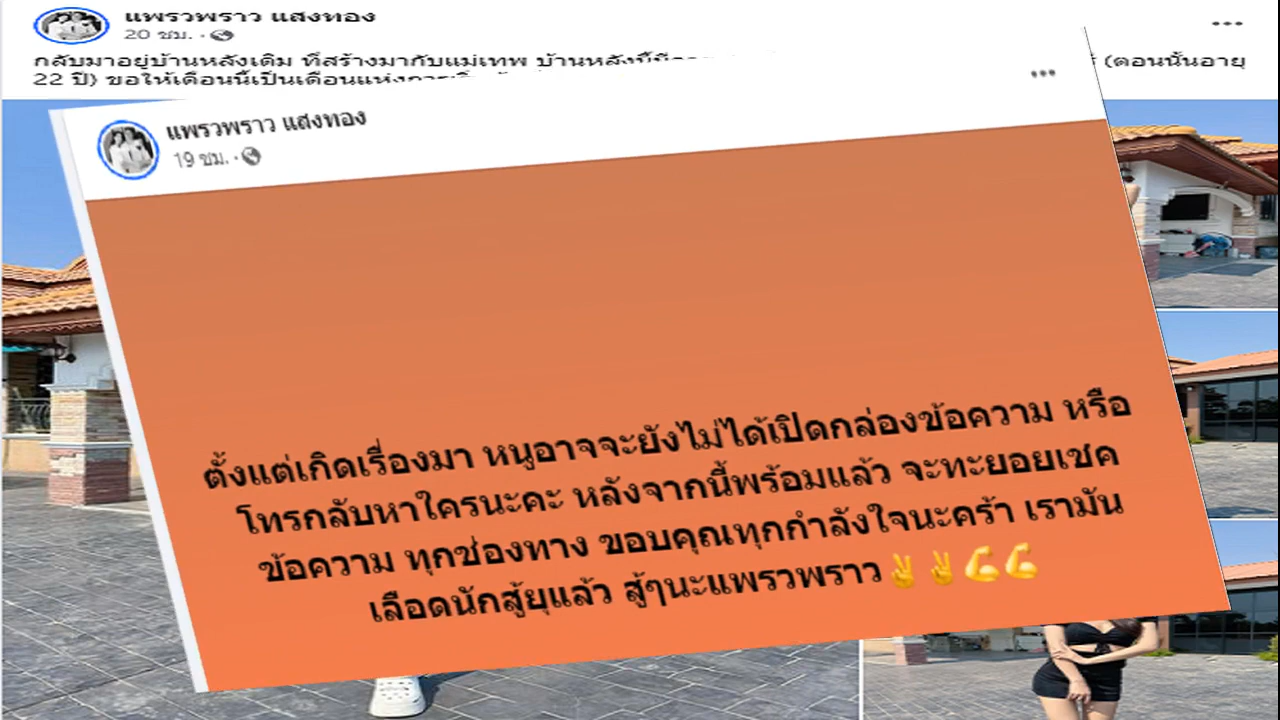 แพรวพราว แสงทอง
20 ชม.
กลับมาอยู่บ้านหลังเดิม ที่สร้างมากับแม่เทพ บ้านหลังนี้ (ตอนนั้นอายุ
22 ปี) ขอให้เดือนนี้เป็นเดือนแห่งการ
แพรวพราว แสงทอง
19 ชม.
ตั้งแต่เกิดเรื่องมา หนูอาจจะยังไม่ได้เปิดกล่องข้อความ หรือ
โทรกลับหาใครนะคะ หลังจากนี้พร้อมแล้ว จะทะยอยเชค
ข้อความ ทุกช่องทาง ขอบคุณทุกกำลังใจนะคร้า เรามัน
เลือดนักสู้ยุแล้ว สู้ๆนะแพรวพราว✌✌💪💪